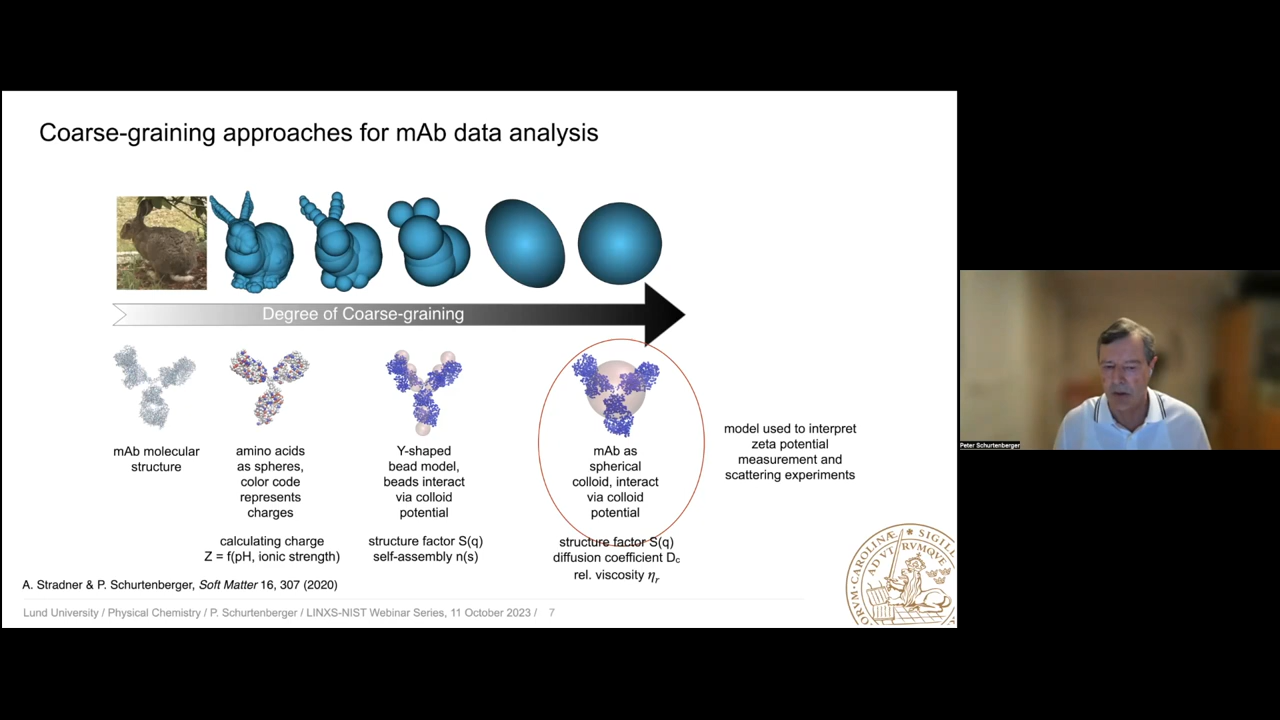 Coarse-graining approaches for mAb data analysis
Degree of Coarse-graining
mAb molecular
structure
amino acids
as spheres,
color code
represents
charges
calculating charge
Z = f(pH, ionic strength)
Y-shaped
bead model,
beads interact
via colloid
potential
structure factor S(q)
self-assembly n(s)
mAb as
spherical
colloid, interact
via colloid
potential
structure factor S(q)
diffusion coefficient Dc
rel. viscosity ηr
model used to interpret
zeta potential
measurement and
scattering experiments
A. Stradner & P. Schurtenberger, Soft Matter 16, 307 (2020)
Lund University / Physical Chemistry / P. Schurtenberger / LINXS-NIST Webinar Series, 11 October 2023 / 7
Peter Schurtenberger